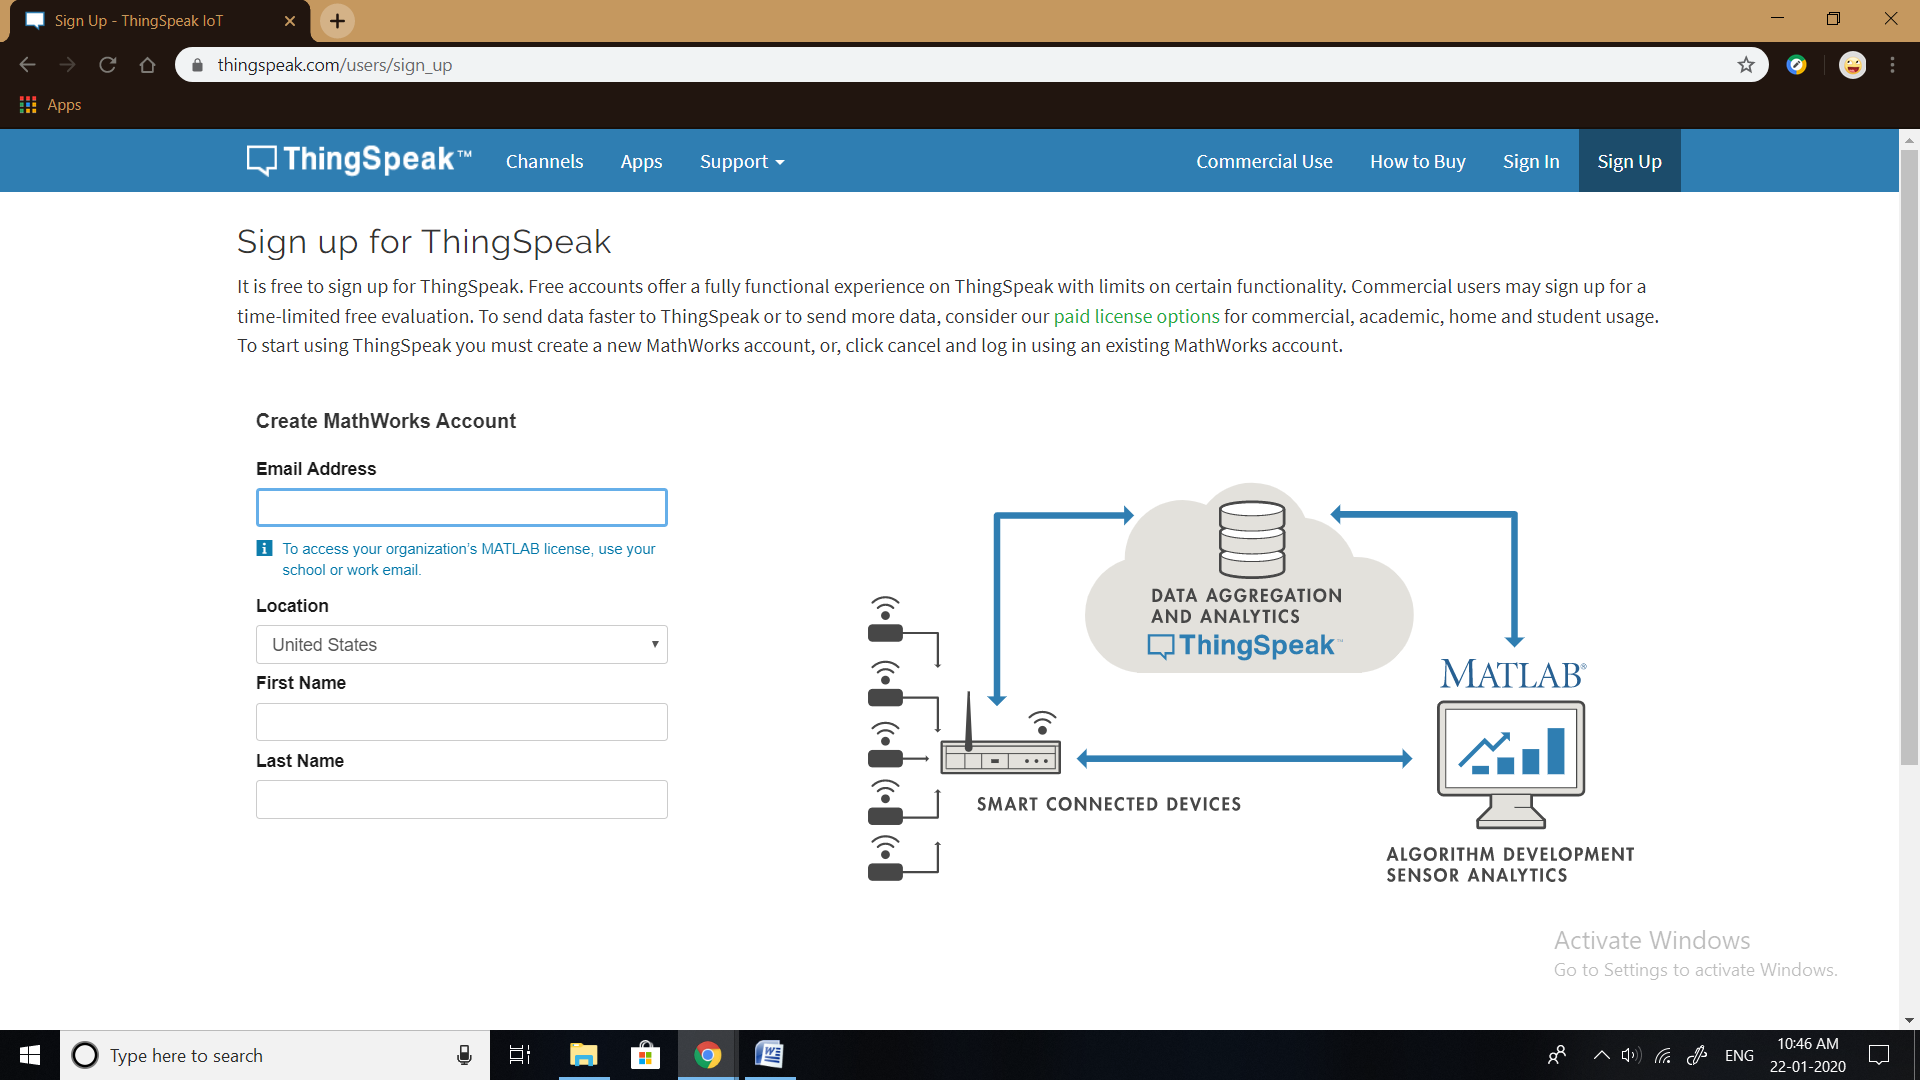 Sign Up - ThingSpeak IoT
thingspeak.com/users/sign_up
Apps
ThingSpeak™ Channels Apps Support Commercial Use How to Buy Sign In Sign Up
Sign up for ThingSpeak
It is free to sign up for ThingSpeak. Free accounts offer a fully functional experience on ThingSpeak with limits on certain functionality. Commercial users may sign up for a
time-limited free evaluation. To send data faster to ThingSpeak or to send more data, consider our paid license options for commercial, academic, home and student usage.
To start using ThingSpeak you must create a new MathWorks account, or, click cancel and log in using an existing MathWorks account.
Create MathWorks Account
Email Address
To access your organization's MATLAB license, use your
school or work email.
Location
United States
First Name
Last Name
DATA AGGREGATION
AND ANALYTICS
ThingSpeak™
MATLAB®
SMART CONNECTED DEVICES
ALGORITHM DEVELOPMENT
SENSOR ANALYTICS
Activate Windows
Go to Settings to activate Windows.
Type here to search
ENG
10:46 AM
22-01-2020